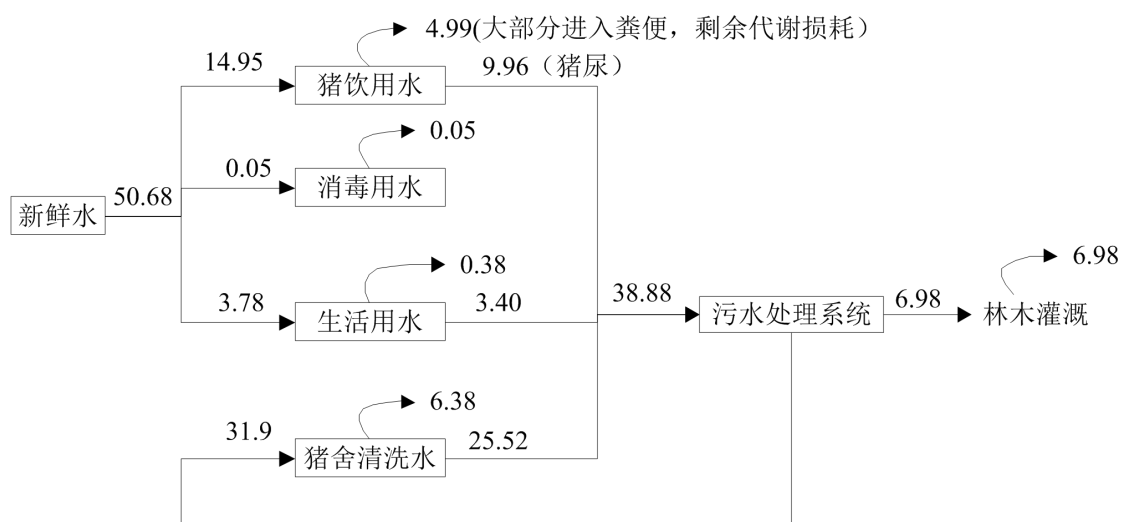 4.99(大部分进入粪便，剩余代谢损耗）
14.95
猪饮用水
9.96（猪尿）
0.05
0.05
消毒用水
新鲜水
50.68
0.38
3.78
生活用水
3.40
38.88
污水处理系统
6.98
林木灌溉
6.98
6.38
31.9
猪舍清洗水
25.52